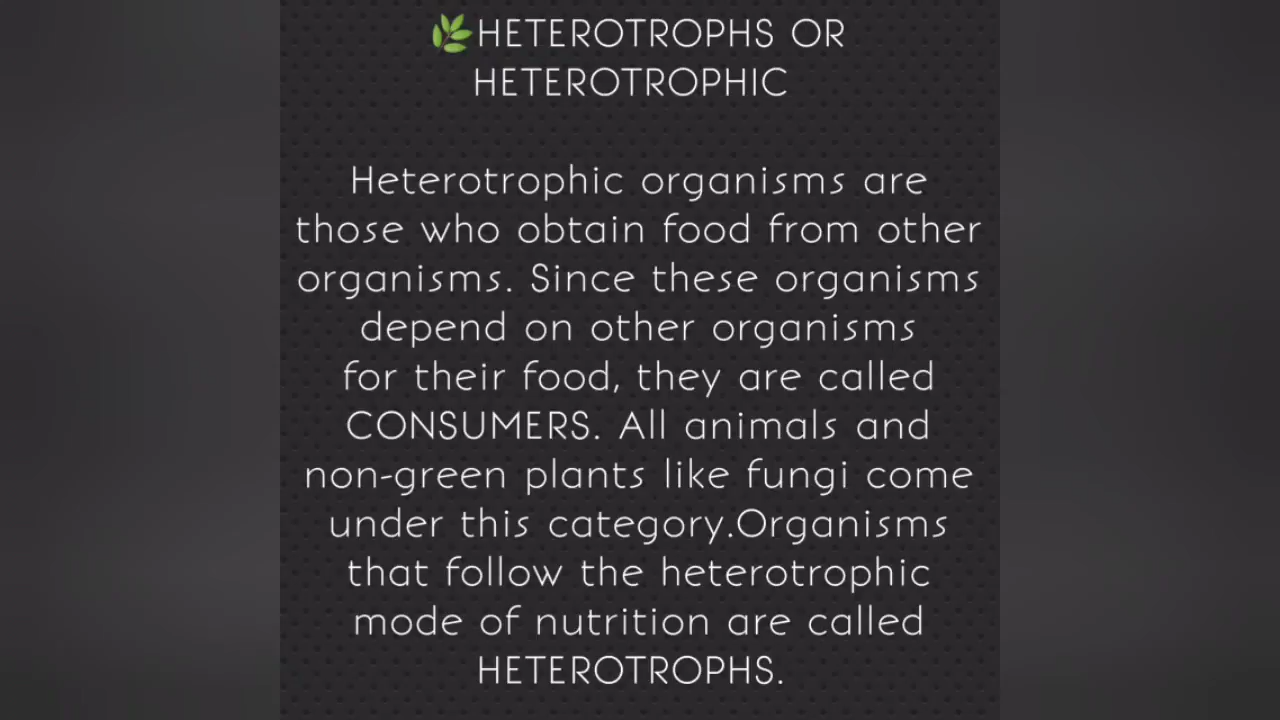 🌿HETEROTROPHS OR
HETEROTROPHIC
Heterotrophic organisms are
those who obtain food from other
organisms. Since these organisms
depend on other organisms
for their food, they are called
CONSUMERS. All animals and
non-green plants like fungi come
under this category.Organisms
that follow the heterotrophic
mode of nutrition are called
HETEROTROPHS.